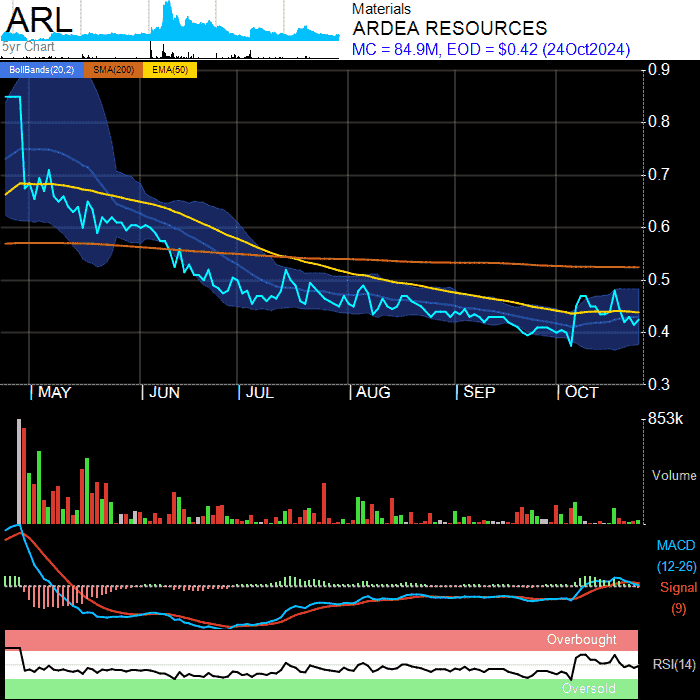 ARL
5yr Chart
Materials
ARDEA RESOURCES
MC = 84.9M, EOD = $0.42 (24Oct2024)
BollBands(20,2) SMA(200) EMA(50)
0.9
0.8
0.7
0.6
0.5
0.4
0.3
MAY JUN JUL AUG SEP OCT
853k
Volume
MACD
(12-26)
Signal
(9)
Overbought
RSI(14)
Oversold